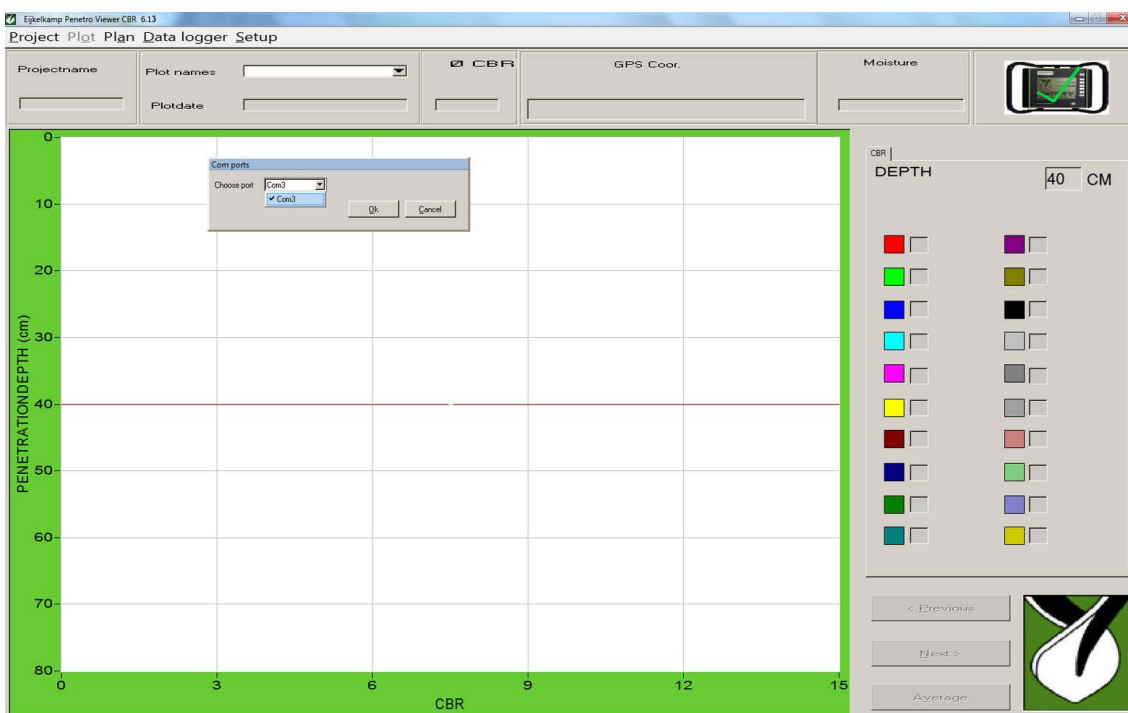 Eijkelkamp Penetro Viewer CBR 6.13
Project Plot Plan Data logger Setup
Projectname
Plot names
Plotdate
Ø CBR
GPS Coor.
Moisture
Com ports
Choose port Com3
✔ Com3
Ok Cancel
0
10
20
30
40
50
60
70
80
PENETRATIONDEPTH (cm)
0 3 6 9 12 15
CBR
CBR
DEPTH 40 CM
< Previous
Next >
Average